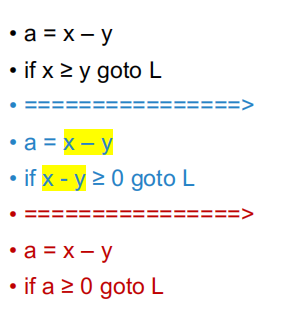 • a = x – y
• if x ≥ y goto L
• ================>
• a = x – y
• if x - y ≥ 0 goto L
• ================>
• a = x – y
• if a ≥ 0 goto L